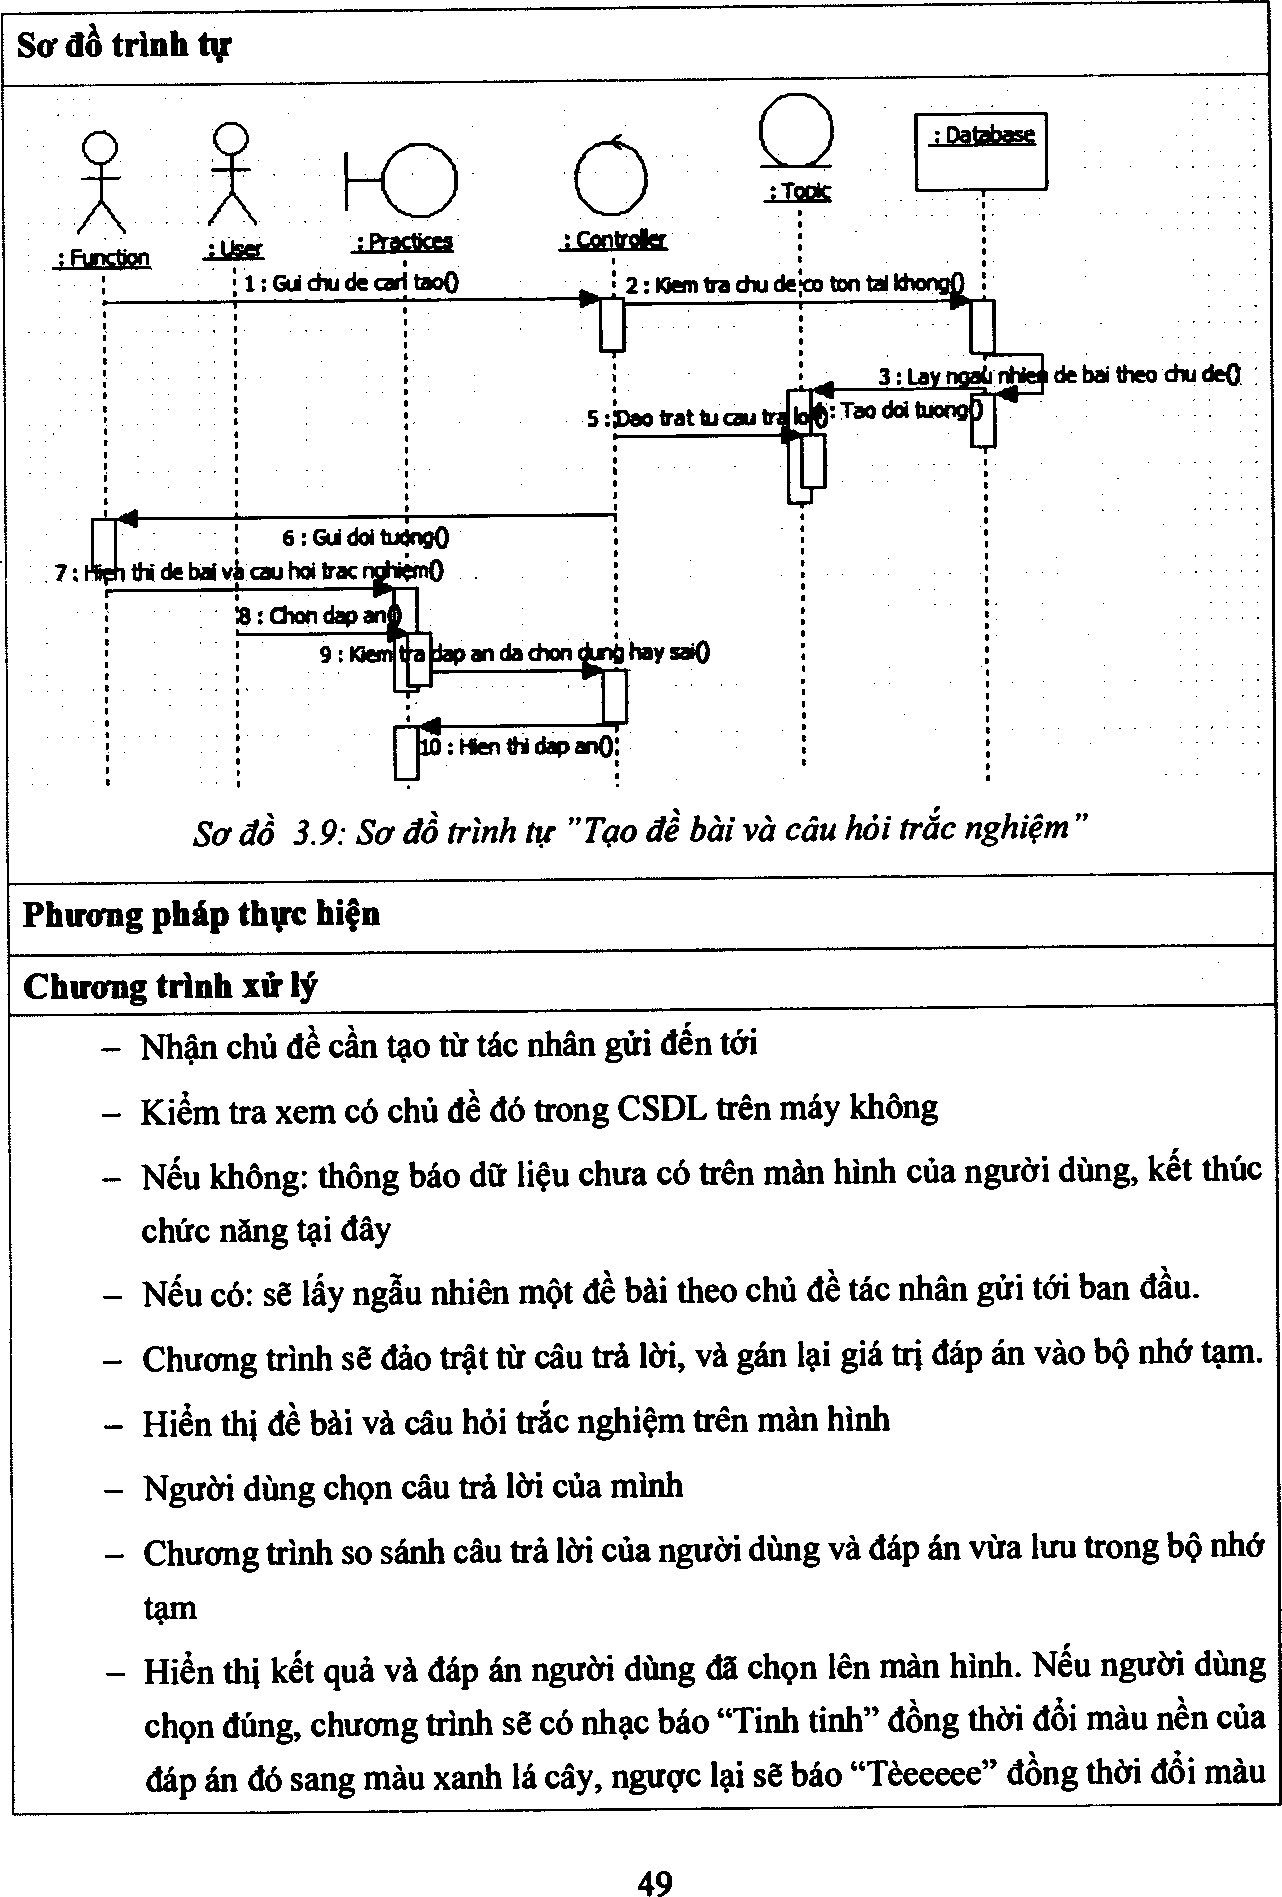 Sơ đồ trình tự
: Function
: User
: Practices
: Controller
: Topic
: Database
1 : Gui chu de can tao()
2 : Kiem tra chu de co ton tai khong()
3 : Lay ngau nhien de bai theo chu de()
4 : Tao doi tuong()
5 : Dao trat tu cau tra loi()
6 : Gui doi tuong()
7 : Hien thi de bai va cau hoi trac nghiem()
8 : Chon dap an()
9 : Kiem tra dap an da chon dung hay sai()
10 : Hien thi dap an()
Sơ đồ 3.9: Sơ đồ trình tự "Tạo đề bài và câu hỏi trắc nghiệm"
Phương pháp thực hiện
Chương trình xử lý
– Nhận chủ đề cần tạo từ tác nhân gửi đến tới
– Kiểm tra xem có chủ đề đó trong CSDL trên máy không
– Nếu không: thông báo dữ liệu chưa có trên màn hình của người dùng, kết thúc
chức năng tại đây
– Nếu có: sẽ lấy ngẫu nhiên một đề bài theo chủ đề tác nhân gửi tới ban đầu.
– Chương trình sẽ đảo trật từ câu trả lời, và gán lại giá trị đáp án vào bộ nhớ tạm.
– Hiển thị đề bài và câu hỏi trắc nghiệm trên màn hình
– Người dùng chọn câu trả lời của mình
– Chương trình so sánh câu trả lời của người dùng và đáp án vừa lưu trong bộ nhớ
tạm
– Hiển thị kết quả và đáp án người dùng đã chọn lên màn hình. Nếu người dùng
chọn đúng, chương trình sẽ có nhạc báo “Tinh tinh” đồng thời đổi màu nền của
đáp án đó sang màu xanh lá cây, ngược lại sẽ báo “Tèeeeee” đồng thời đổi màu
49